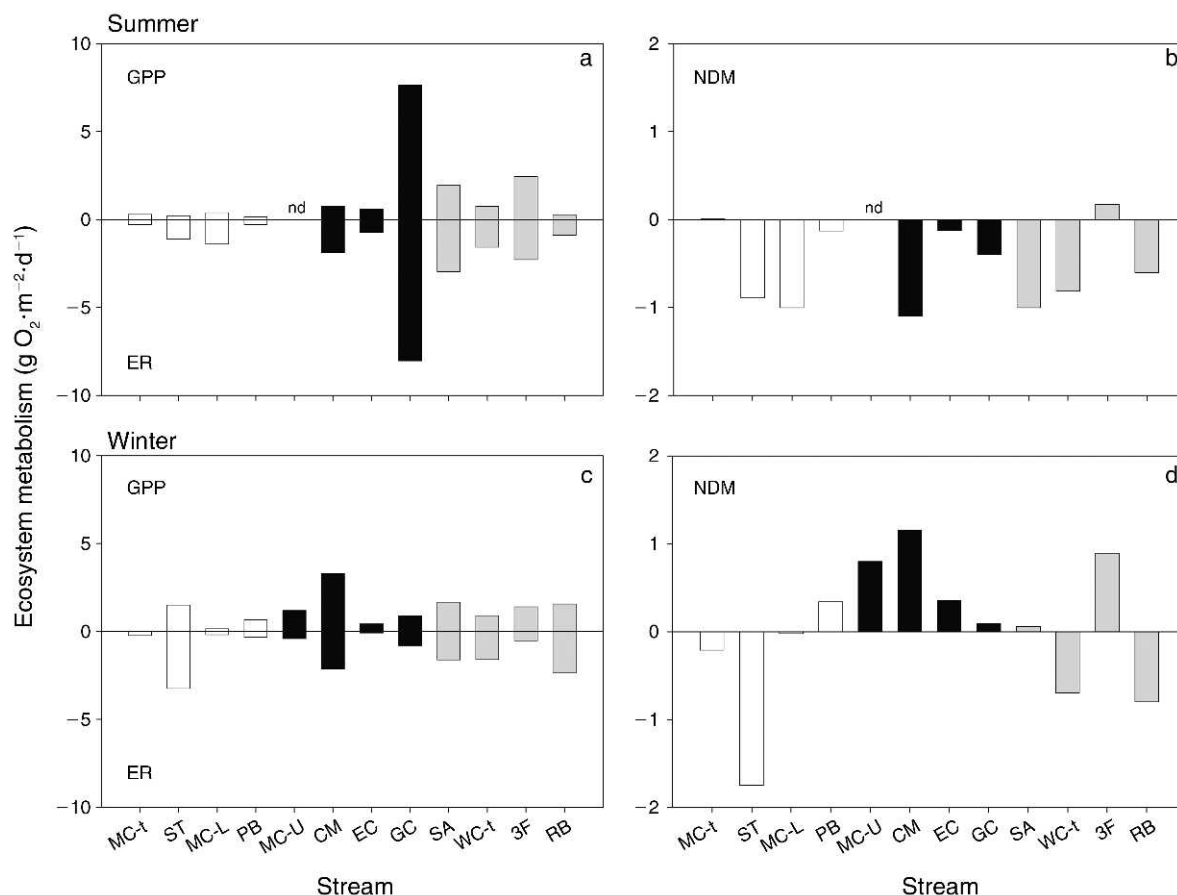 Summer
10
5
0
−5
−10
GPP
ER
nd
a
2
1
0
−1
−2
NDM
nd
b
Ecosystem metabolism (g O₂·m⁻²·d⁻¹)
Winter
10
5
0
−5
−10
GPP
ER
c
MC-t ST MC-L PB MC-U CM EC GC SA WC-t 3F RB
Stream
2
1
0
−1
−2
NDM
d
MC-t ST MC-L PB MC-U CM EC GC SA WC-t 3F RB
Stream